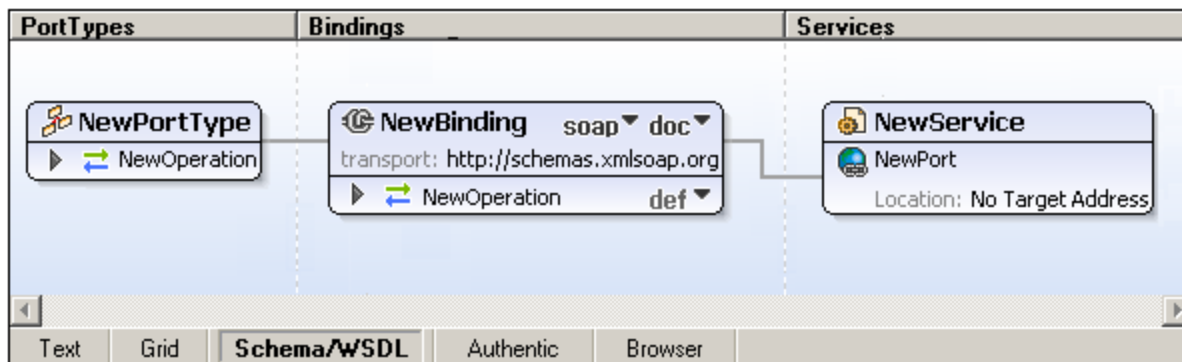 PortTypes Bindings Services
NewPortType
NewOperation
NewBinding soap doc
transport: http://schemas.xmlsoap.org
NewOperation def
NewService
NewPort
Location: No Target Address
Text Grid Schema/WSDL Authentic Browser